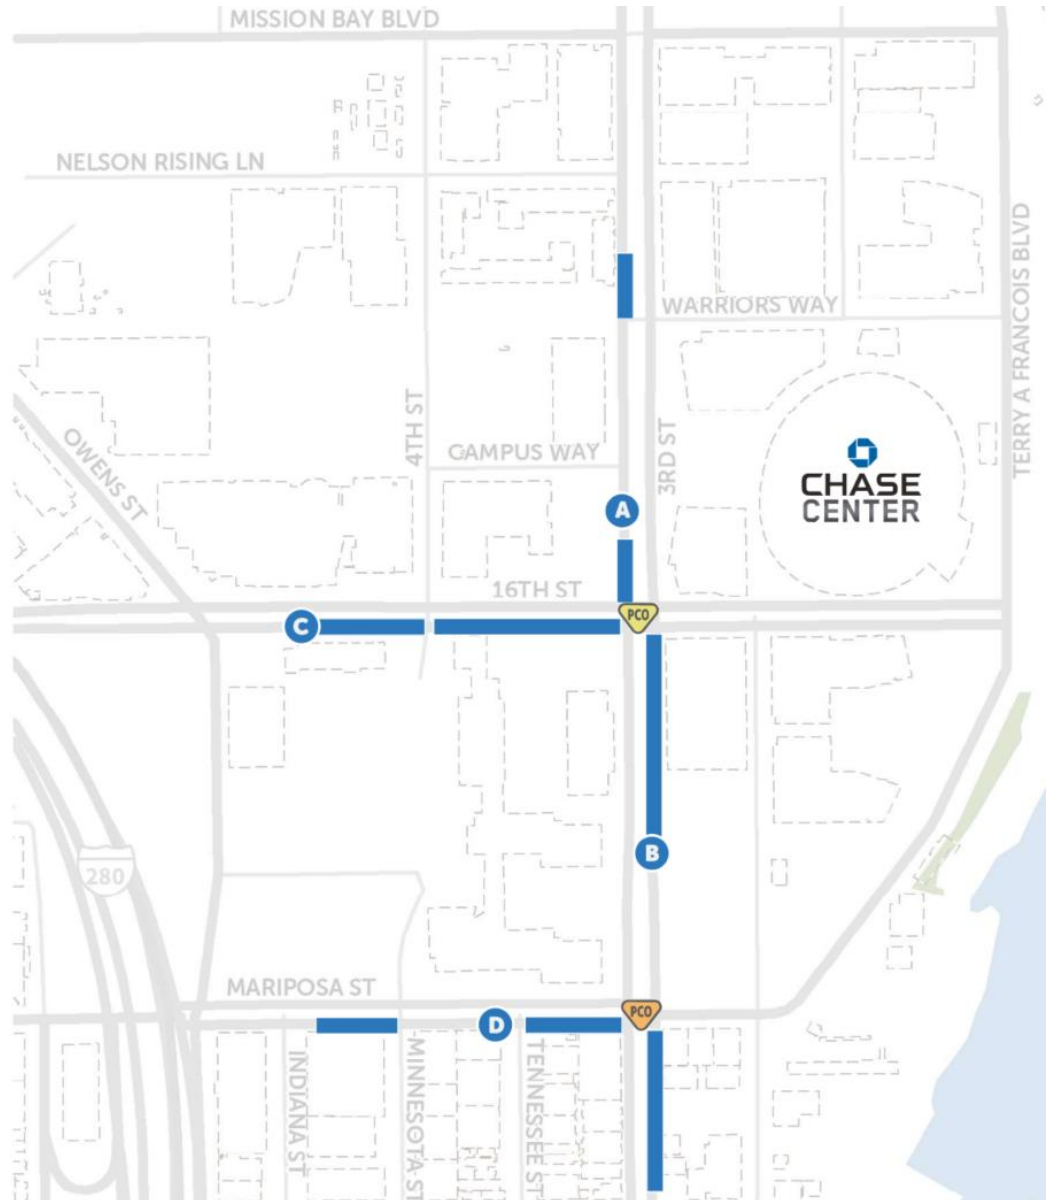 MISSION BAY BLVD
NELSON RISING LN
TERRY A FRANCOIS BLVD
WARRIORS WAY
4TH ST
OWENS ST
CAMPUS WAY
3RD ST
CHASE
CENTER
A
16TH ST
PCO
C
B
280
MARIPOSA ST
PCO
D
INDIANA ST
MINNESOTA ST
TENNESSEE ST